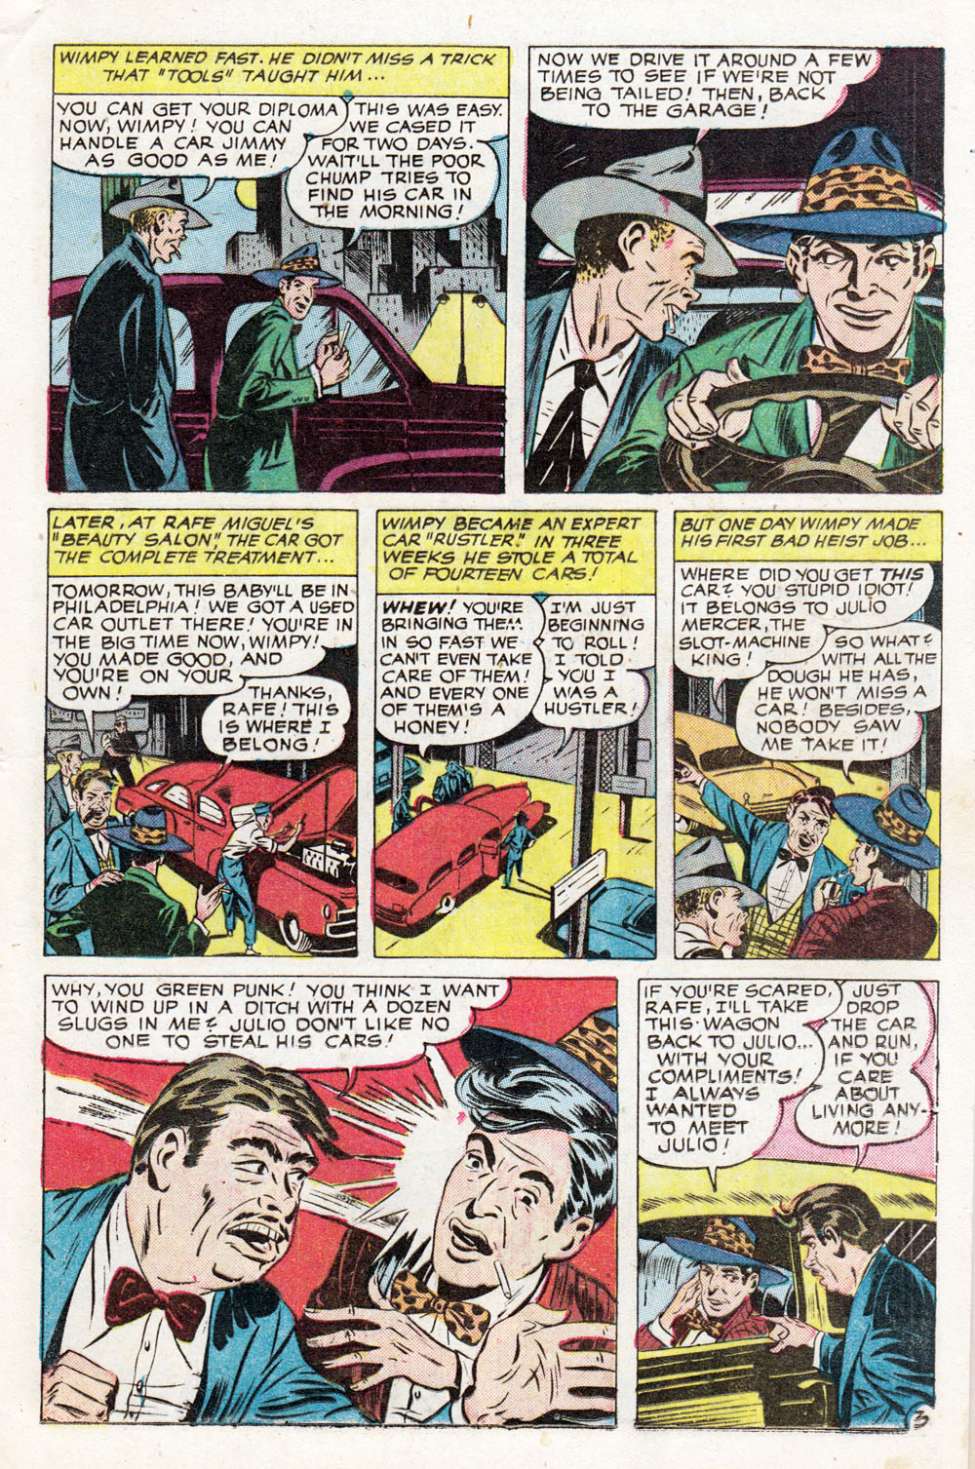 WIMPY LEARNED FAST. HE DIDN'T MISS A TRICK
THAT "TOOLS" TAUGHT HIM...
YOU CAN GET YOUR DIPLOMA
NOW, WIMPY! YOU CAN
HANDLE A CAR JIMMY
AS GOOD AS ME!
THIS WAS EASY.
WE CASED IT
FOR TWO DAYS.
WAIT'LL THE POOR
CHUMP TRIES TO
FIND HIS CAR IN
THE MORNING!
NOW WE DRIVE IT AROUND A FEW
TIMES TO SEE IF WE'RE NOT
BEING TAILED! THEN, BACK
TO THE GARAGE!
LATER, AT RAFE MIGUEL'S
"BEAUTY SALON," THE CAR GOT
THE COMPLETE TREATMENT...
TOMORROW, THIS BABY'LL BE IN
PHILADELPHIA! WE GOT A USED
CAR OUTLET THERE! YOU'RE IN
THE BIG TIME NOW, WIMPY!
YOU MADE GOOD, AND
YOU'RE ON YOUR
OWN!
THANKS,
RAFE! THIS
IS WHERE I
BELONG!
WIMPY BECAME AN EXPERT
CAR "RUSTLER." IN THREE
WEEKS HE STOLE A TOTAL
OF FOURTEEN CARS!
WHEW! YOU'RE
BRINGING THEM
IN SO FAST WE
CAN'T EVEN TAKE
CARE OF THEM!
AND EVERY ONE
OF THEM'S A
HONEY!
I'M JUST
BEGINNING
TO ROLL!
I TOLD
YOU I
WAS A
HUSTLER!
BUT ONE DAY WIMPY MADE
HIS FIRST BAD HEIST JOB...
WHERE DID YOU GET THIS
CAR? YOU STUPID IDIOT!
IT BELONGS TO JULIO
MERCER, THE
SLOT-MACHINE
KING!
SO WHAT?
WITH ALL THE
DOUGH HE HAS,
HE WON'T MISS A
CAR! BESIDES,
NOBODY SAW
ME TAKE IT!
WHY, YOU GREEN PUNK! YOU THINK I WANT
TO WIND UP IN A DITCH WITH A DOZEN
SLUGS IN ME? JULIO DON'T LIKE NO
ONE TO STEAL HIS CARS!
IF YOU'RE SCARED,
RAFE, I'LL TAKE
THIS WAGON
BACK TO JULIO...
WITH YOUR
COMPLIMENTS!
I ALWAYS
WANTED
TO MEET
JULIO!
JUST
DROP
THE CAR
AND RUN,
IF YOU
CARE
ABOUT
LIVING ANY-
MORE!
3